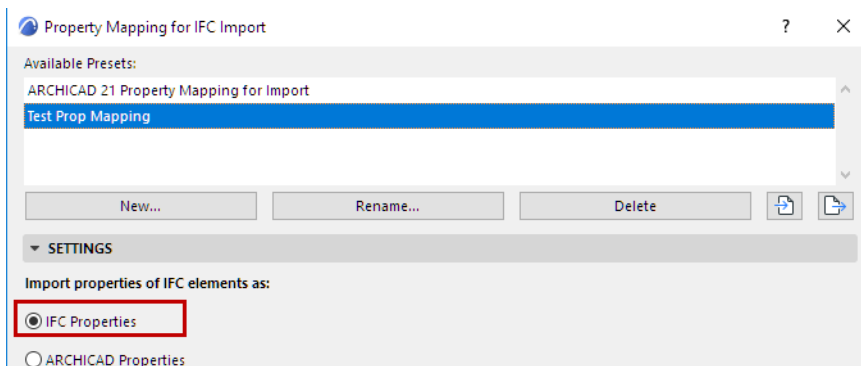 Property Mapping for IFC Import ?
Available Presets:
ARCHICAD 21 Property Mapping for Import
Test Prop Mapping
New... Rename... Delete
SETTINGS
Import properties of IFC elements as:
IFC Properties
ARCHICAD Properties